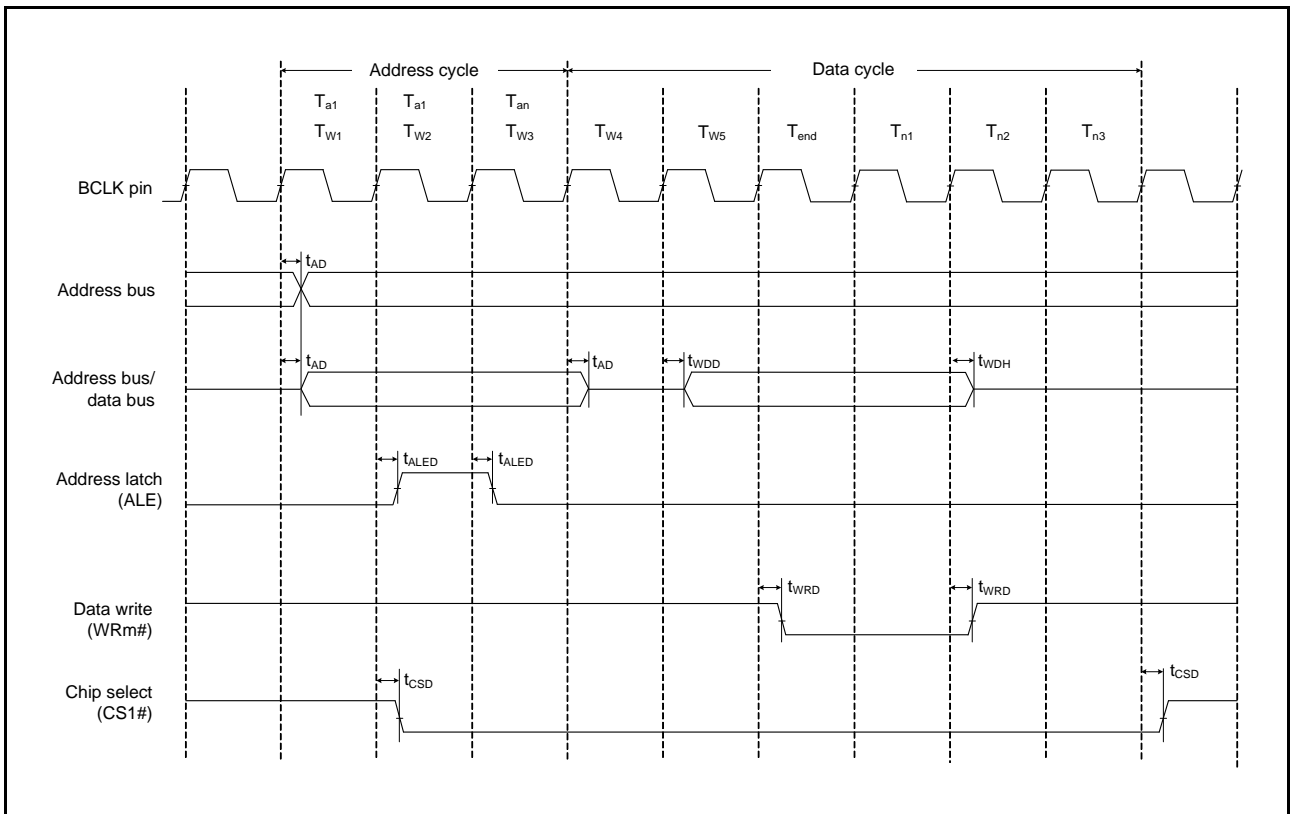 Address cycle Data cycle
Ta1 Ta1 Tan
TW1 TW2 TW3 TW4 TW5 Tend Tn1 Tn2 Tn3
BCLK pin
tAD
Address bus
tAD tAD tWDD tWDH
Address bus/
data bus
tALED tALED
Address latch
(ALE)
tWRD tWRD
Data write
(WRm#)
tCSD tCSD
Chip select
(CS1#)